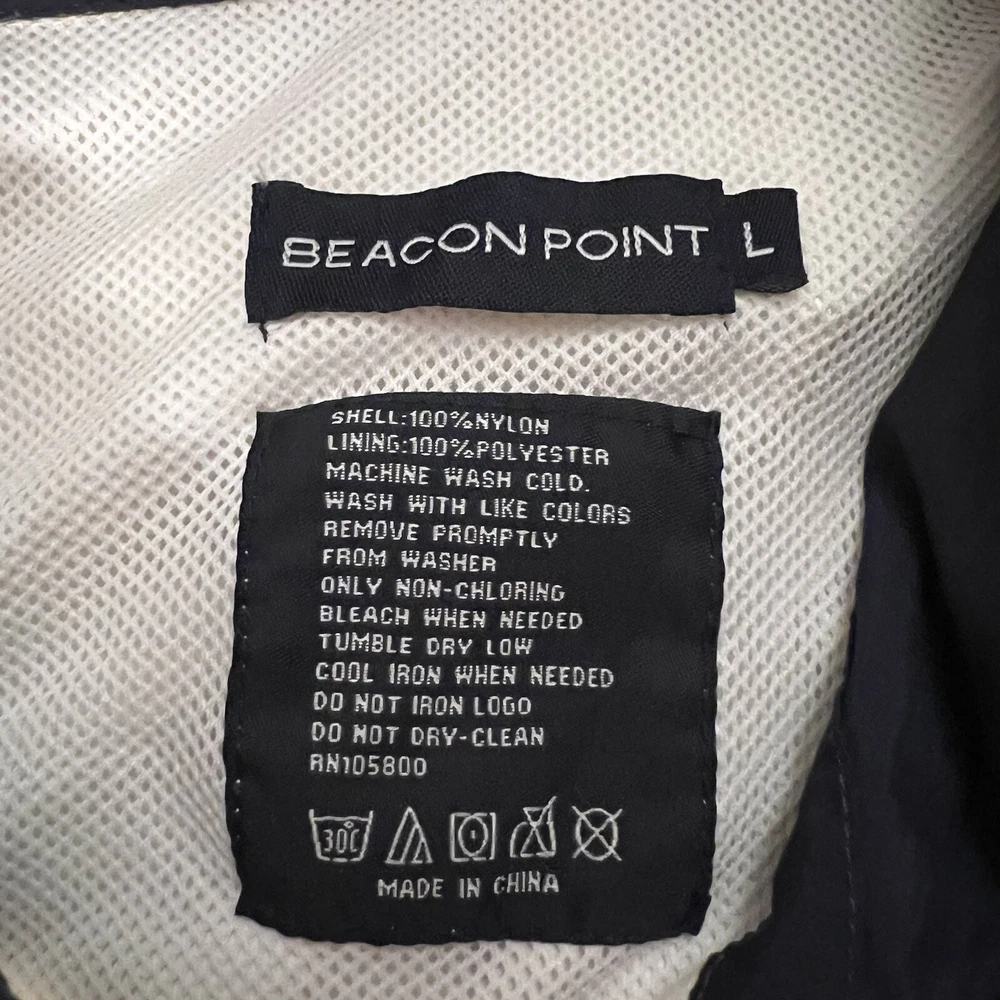 BEACON POINT L
SHELL:100%NYLON
LINING:100%POLYESTER
MACHINE WASH COLD.
WASH WITH LIKE COLORS
REMOVE PROMPTLY
FROM WASHER
ONLY NON-CHLORING
BLEACH WHEN NEEDED
TUMBLE DRY LOW
COOL IRON WHEN NEEDED
DO NOT IRON LOGO
DO NOT DRY-CLEAN
RN105800
30C
MADE IN CHINA